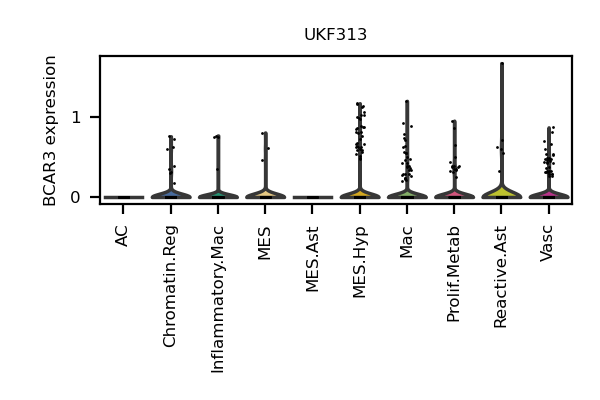 UKF313
BCAR3 expression
1
0
AC
Chromatin.Reg
Inflammatory.Mac
MES
MES.Ast
MES.Hyp
Mac
Prolif.Metab
Reactive.Ast
Vasc